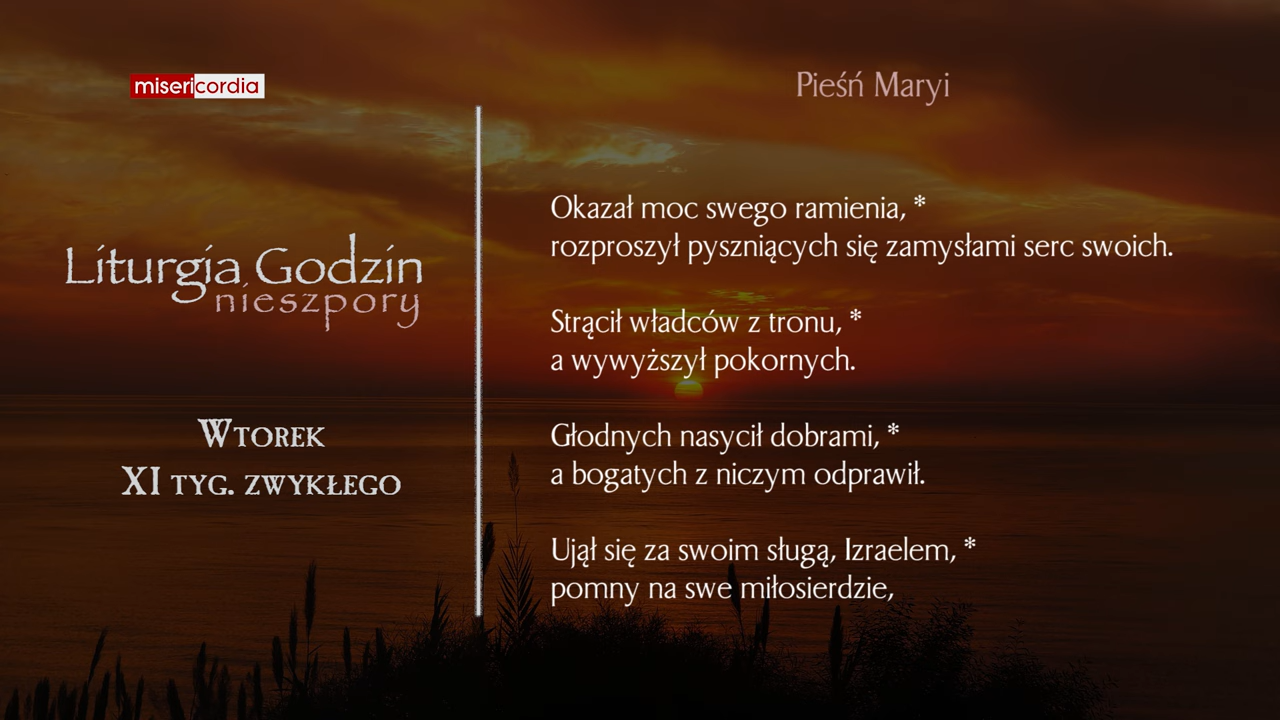 misericordia
Liturgia Godzin
nieszpory
Wtorek
XI tyg. zwykłego
Pieśń Maryi
Okazał moc swego ramienia, *
rozproszył pyszniących się zamysłami serc swoich.
Strącił władców z tronu, *
a wywyższył pokornych.
Głodnych nasycił dobrami, *
a bogatych z niczym odprawił.
Ujął się za swoim sługą, Izraelem, *
pomny na swe miłosierdzie,